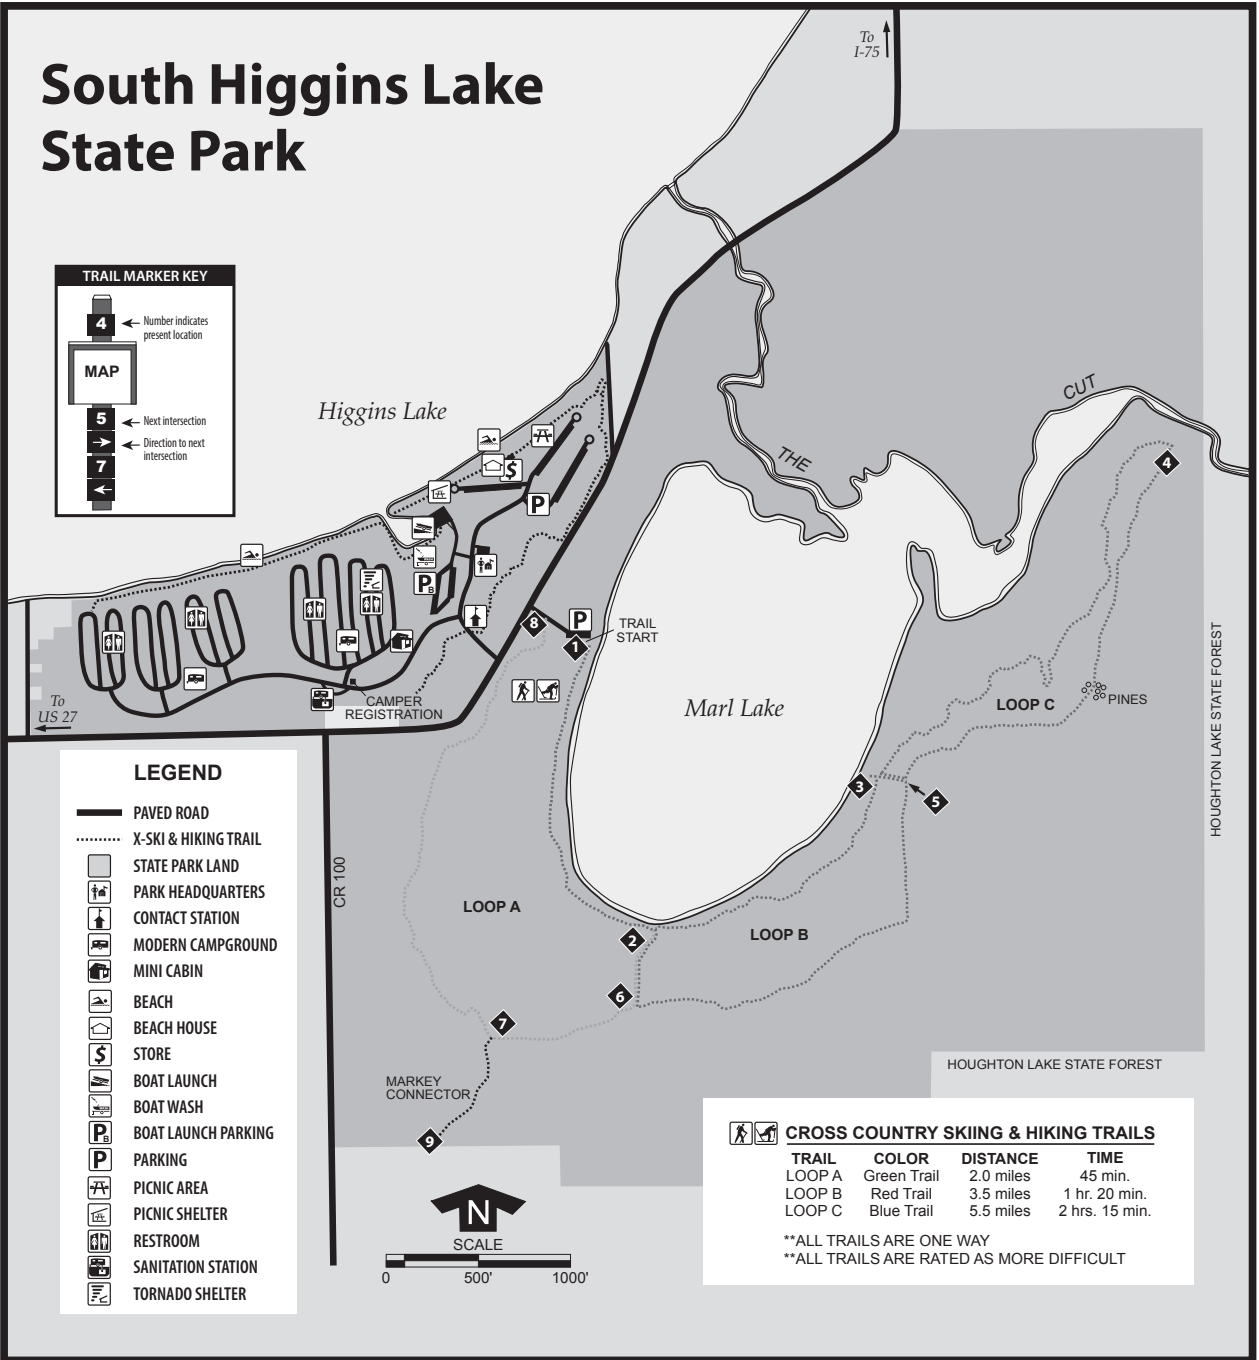 South Higgins Lake
State Park
To
I-75
TRAIL MARKER KEY
4
Number indicates
present location
MAP
5
Next intersection
Direction to next
intersection
7
Higgins Lake
THE
CUT
4
$
P
P
B
8
P
1
TRAIL
START
CAMPER
REGISTRATION
To
US 27
Marl Lake
LOOP C
PINES
HOUGHTON LAKE STATE FOREST
3
5
CR 100
LOOP A
LOOP B
2
6
7
MARKEY
CONNECTOR
9
HOUGHTON LAKE STATE FOREST
LEGEND
PAVED ROAD
X-SKI & HIKING TRAIL
STATE PARK LAND
PARK HEADQUARTERS
CONTACT STATION
MODERN CAMPGROUND
MINI CABIN
BEACH
BEACH HOUSE
$ STORE
BOAT LAUNCH
BOAT WASH
PB BOAT LAUNCH PARKING
P PARKING
PICNIC AREA
PICNIC SHELTER
RESTROOM
SANITATION STATION
TORNADO SHELTER
N
SCALE
0 500' 1000'
CROSS COUNTRY SKIING & HIKING TRAILS
TRAIL COLOR DISTANCE TIME
LOOP A Green Trail 2.0 miles 45 min.
LOOP B Red Trail 3.5 miles 1 hr. 20 min.
LOOP C Blue Trail 5.5 miles 2 hrs. 15 min.
**ALL TRAILS ARE ONE WAY
**ALL TRAILS ARE RATED AS MORE DIFFICULT